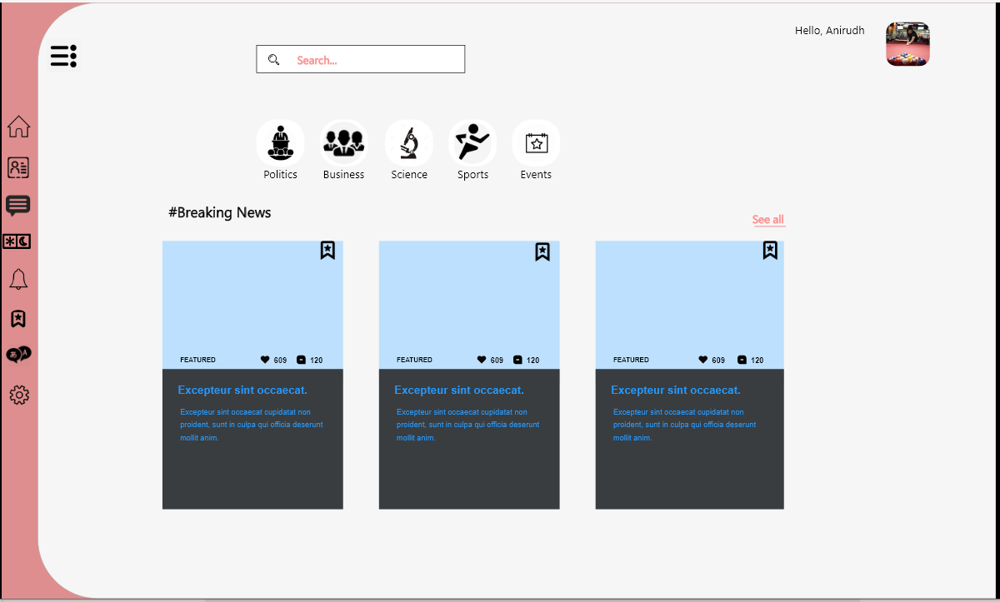 Hello, Anirudh
Search...
Politics
Business
Science
Sports
Events
#Breaking News
See all
FEATURED 609 120
Excepteur sint occaecat.
Excepteur sint occaecat cupidatat non
proident, sunt in culpa qui officia deserunt
mollit anim.
FEATURED 609 120
Excepteur sint occaecat.
Excepteur sint occaecat cupidatat non
proident, sunt in culpa qui officia deserunt
mollit anim.
FEATURED 609 120
Excepteur sint occaecat.
Excepteur sint occaecat cupidatat non
proident, sunt in culpa qui officia deserunt
mollit anim.
あ A